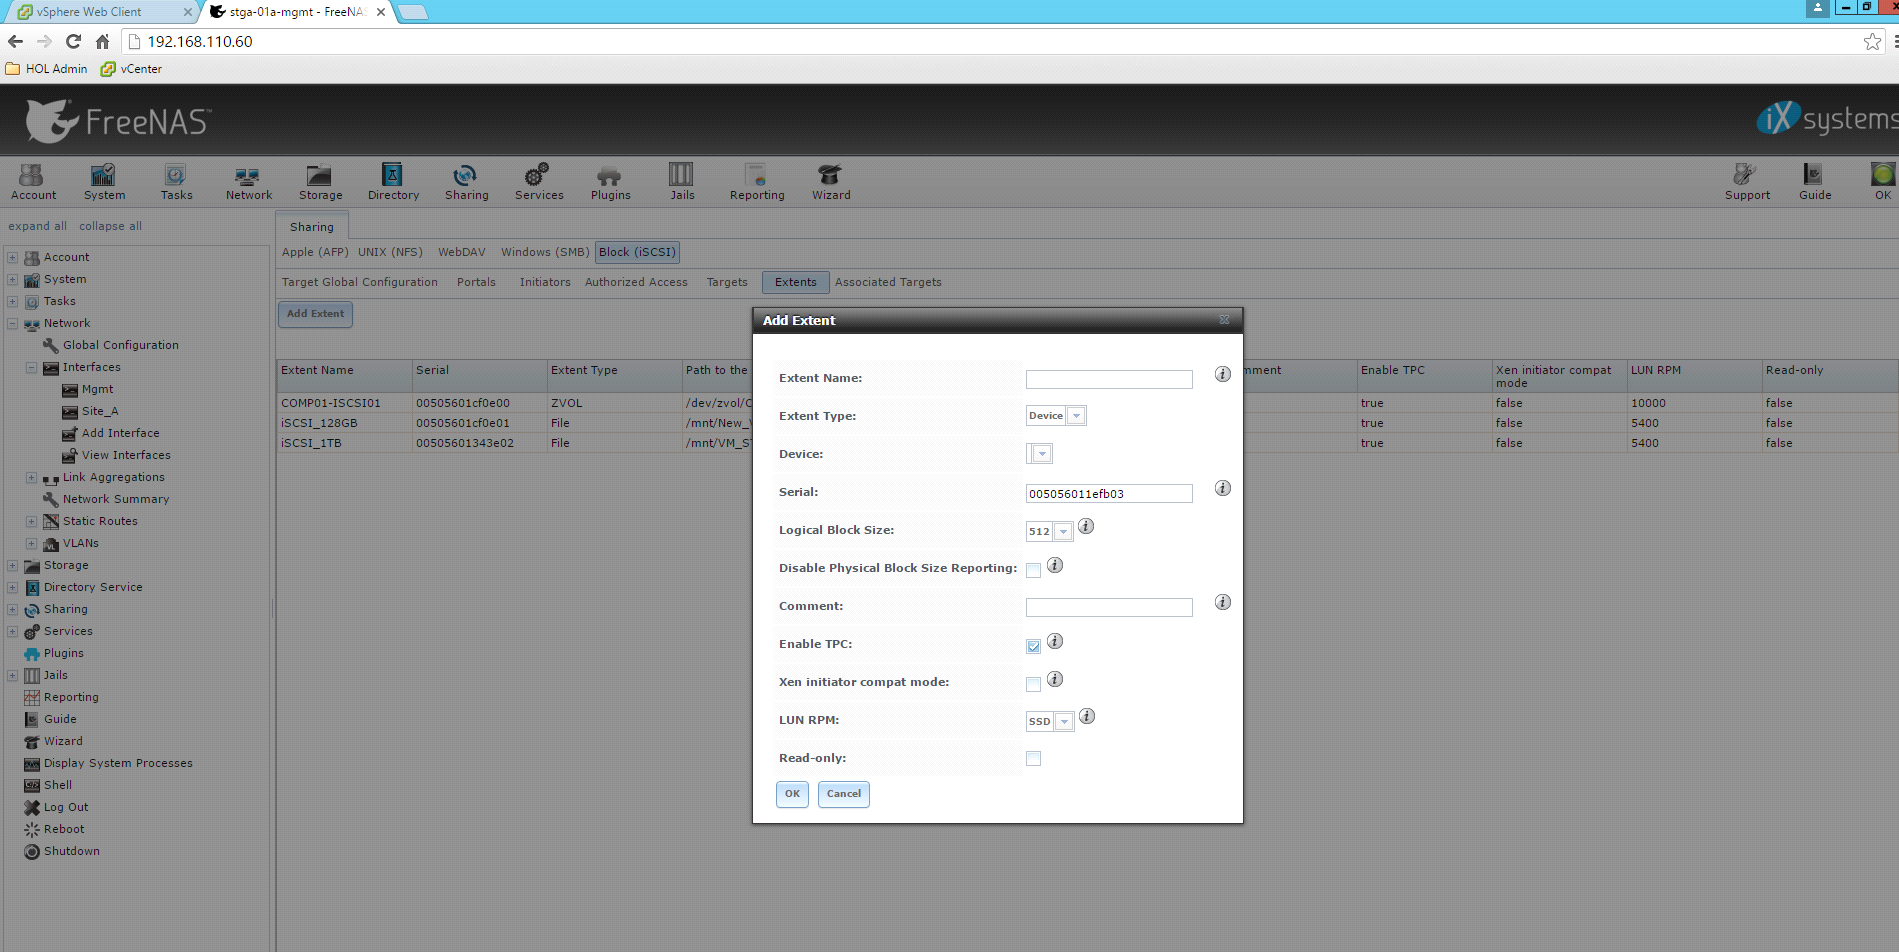 vSphere Web Client
stga-01a-mgmt - FreeNAS
192.168.110.60
HOL Admin vCenter
FreeNAS™
iX systems
Account System Tasks Network Storage Directory Sharing Services Plugins Jails Reporting Wizard Support Guide OK
expand all collapse all
Account
System
Tasks
Network
Global Configuration
Interfaces
Mgmt
Site_A
Add Interface
View Interfaces
Link Aggregations
Network Summary
Static Routes
VLANs
Storage
Directory Service
Sharing
Services
Plugins
Jails
Reporting
Guide
Wizard
Display System Processes
Shell
Log Out
Reboot
Shutdown
Sharing
Apple (AFP) UNIX (NFS) WebDAV Windows (SMB) Block (iSCSI)
Target Global Configuration Portals Initiators Authorized Access Targets Extents Associated Targets
Add Extent
Extent Name Serial Extent Type Path to the mment Enable TPC Xen initiator compat mode LUN RPM Read-only
COMP01-ISCSI01 00505601cf0e00 ZVOL /dev/zvol/C true false 10000 false
iSCSI_128GB 00505601cf0e01 File /mnt/New_V true false 5400 false
iSCSI_1TB 00505601343e02 File /mnt/VM_ST true false 5400 false
Add Extent
Extent Name:
Extent Type: Device
Device:
Serial: 005056011efb03
Logical Block Size: 512
Disable Physical Block Size Reporting:
Comment:
Enable TPC:
Xen initiator compat mode:
LUN RPM: SSD
Read-only:
OK Cancel